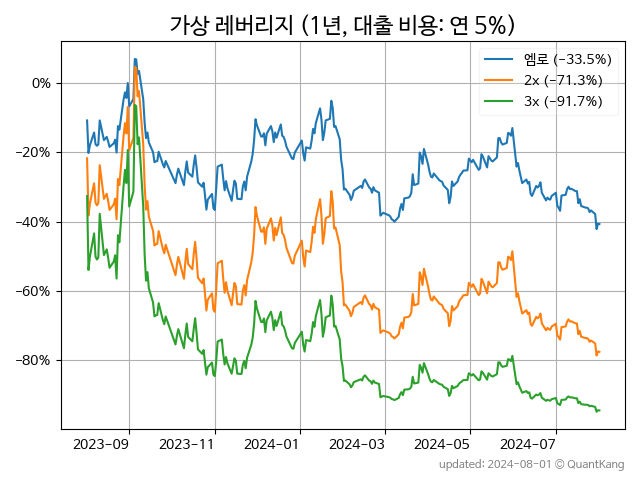 가상 레버리지 (1년, 대출 비용: 연 5%)
엠로 (−33.5%)
2x (−71.3%)
3x (−91.7%)
0%
−20%
−40%
−60%
−80%
2023-09
2023-11
2024-01
2024-03
2024-05
2024-07
updated: 2024-08-01 © QuantKang